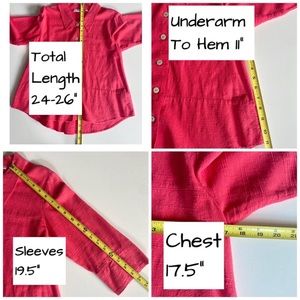 Total
Length
24-26"
Underarm
To Hem 11"
Sleeves
19.5"
Chest
17.5"